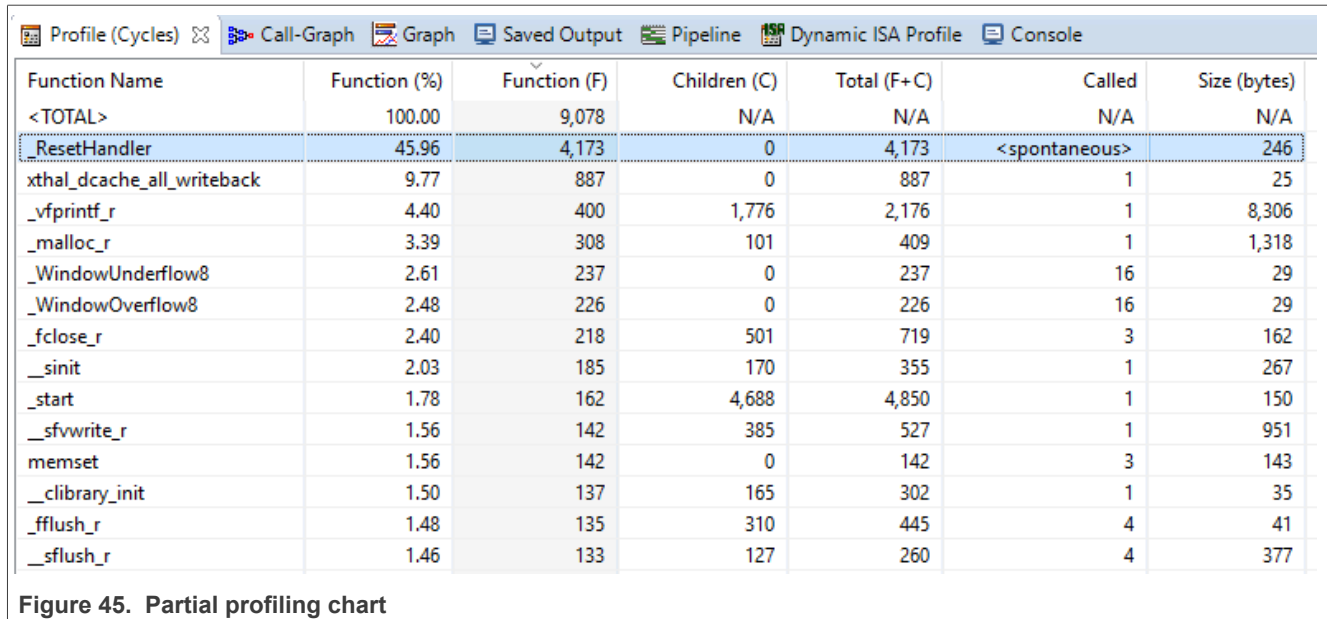 Profile (Cycles) Call-Graph Graph Saved Output Pipeline ISA Dynamic ISA Profile Console
Function Name Function (%) Function (F) Children (C) Total (F+C) Called Size (bytes)
<TOTAL> 100.00 9,078 N/A N/A N/A N/A
_ResetHandler 45.96 4,173 0 4,173 <spontaneous> 246
xthal_dcache_all_writeback 9.77 887 0 887 1 25
_vfprintf_r 4.40 400 1,776 2,176 1 8,306
_malloc_r 3.39 308 101 409 1 1,318
_WindowUnderflow8 2.61 237 0 237 16 29
_WindowOverflow8 2.48 226 0 226 16 29
_fclose_r 2.40 218 501 719 3 162
__sinit 2.03 185 170 355 1 267
_start 1.78 162 4,688 4,850 1 150
__sfvwrite_r 1.56 142 385 527 1 951
memset 1.56 142 0 142 3 143
__clibrary_init 1.50 137 165 302 1 35
_fflush_r 1.48 135 310 445 4 41
__sflush_r 1.46 133 127 260 4 377
Figure 45. Partial profiling chart